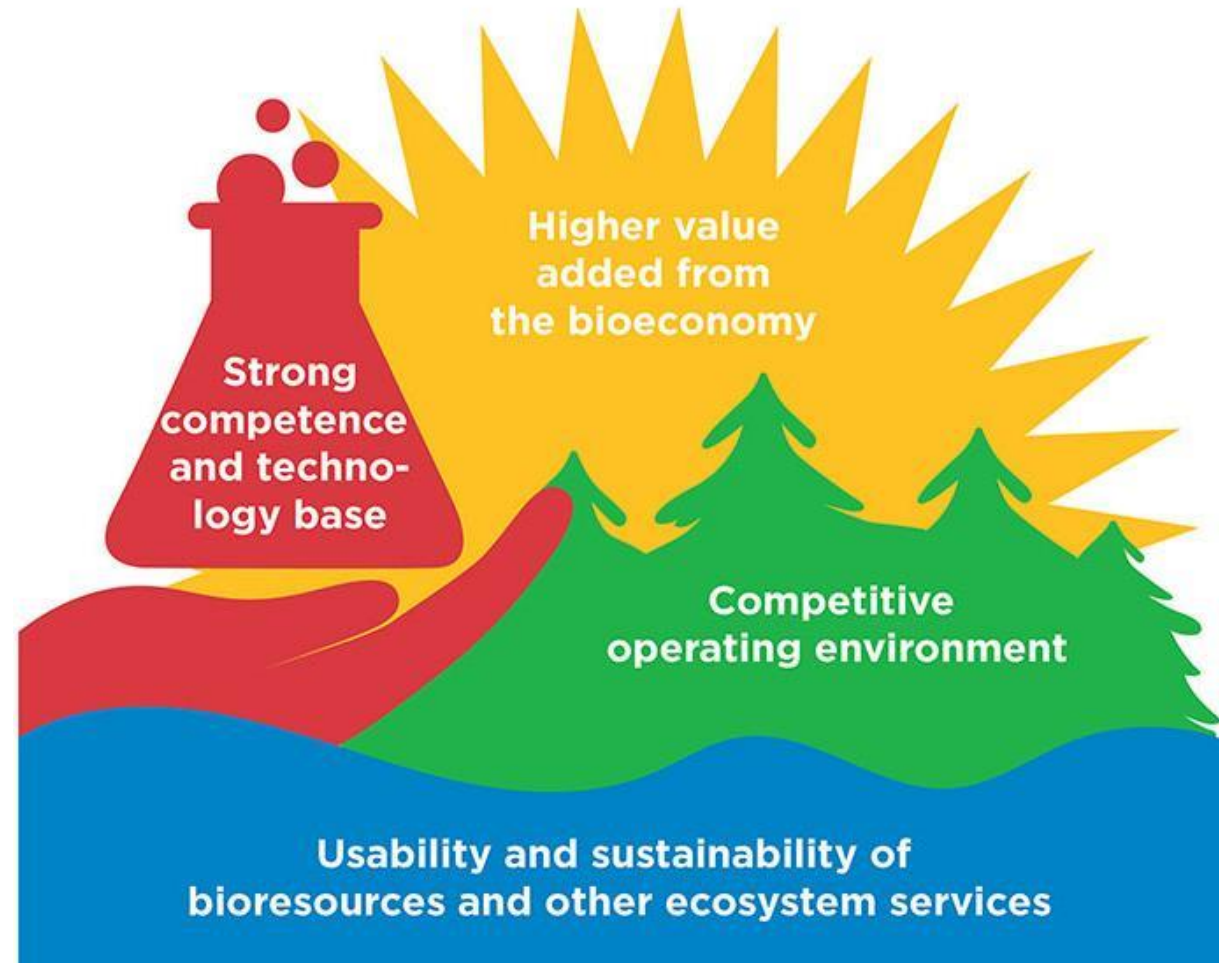 Higher value
added from
the bioeconomy
Strong
competence
and techno-
logy base
Competitive
operating environment
Usability and sustainability of
bioresources and other ecosystem services